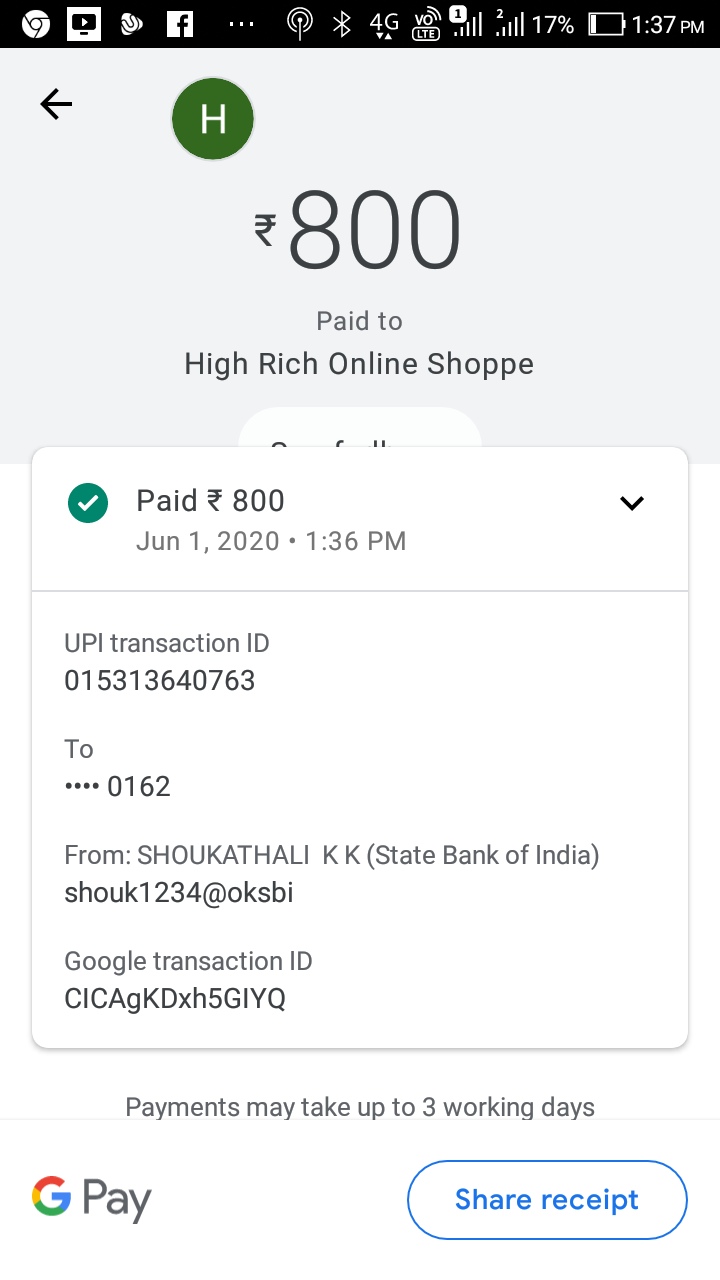 4G VO LTE 1 2 17% 1:37 PM
H
₹800
Paid to
High Rich Online Shoppe
Paid ₹ 800
Jun 1, 2020 • 1:36 PM
UPI transaction ID
015313640763
To
•••• 0162
From: SHOUKATHALI K K (State Bank of India)
shouk1234@oksbi
Google transaction ID
CICAgKDxh5GIYQ
Payments may take up to 3 working days
G Pay
Share receipt